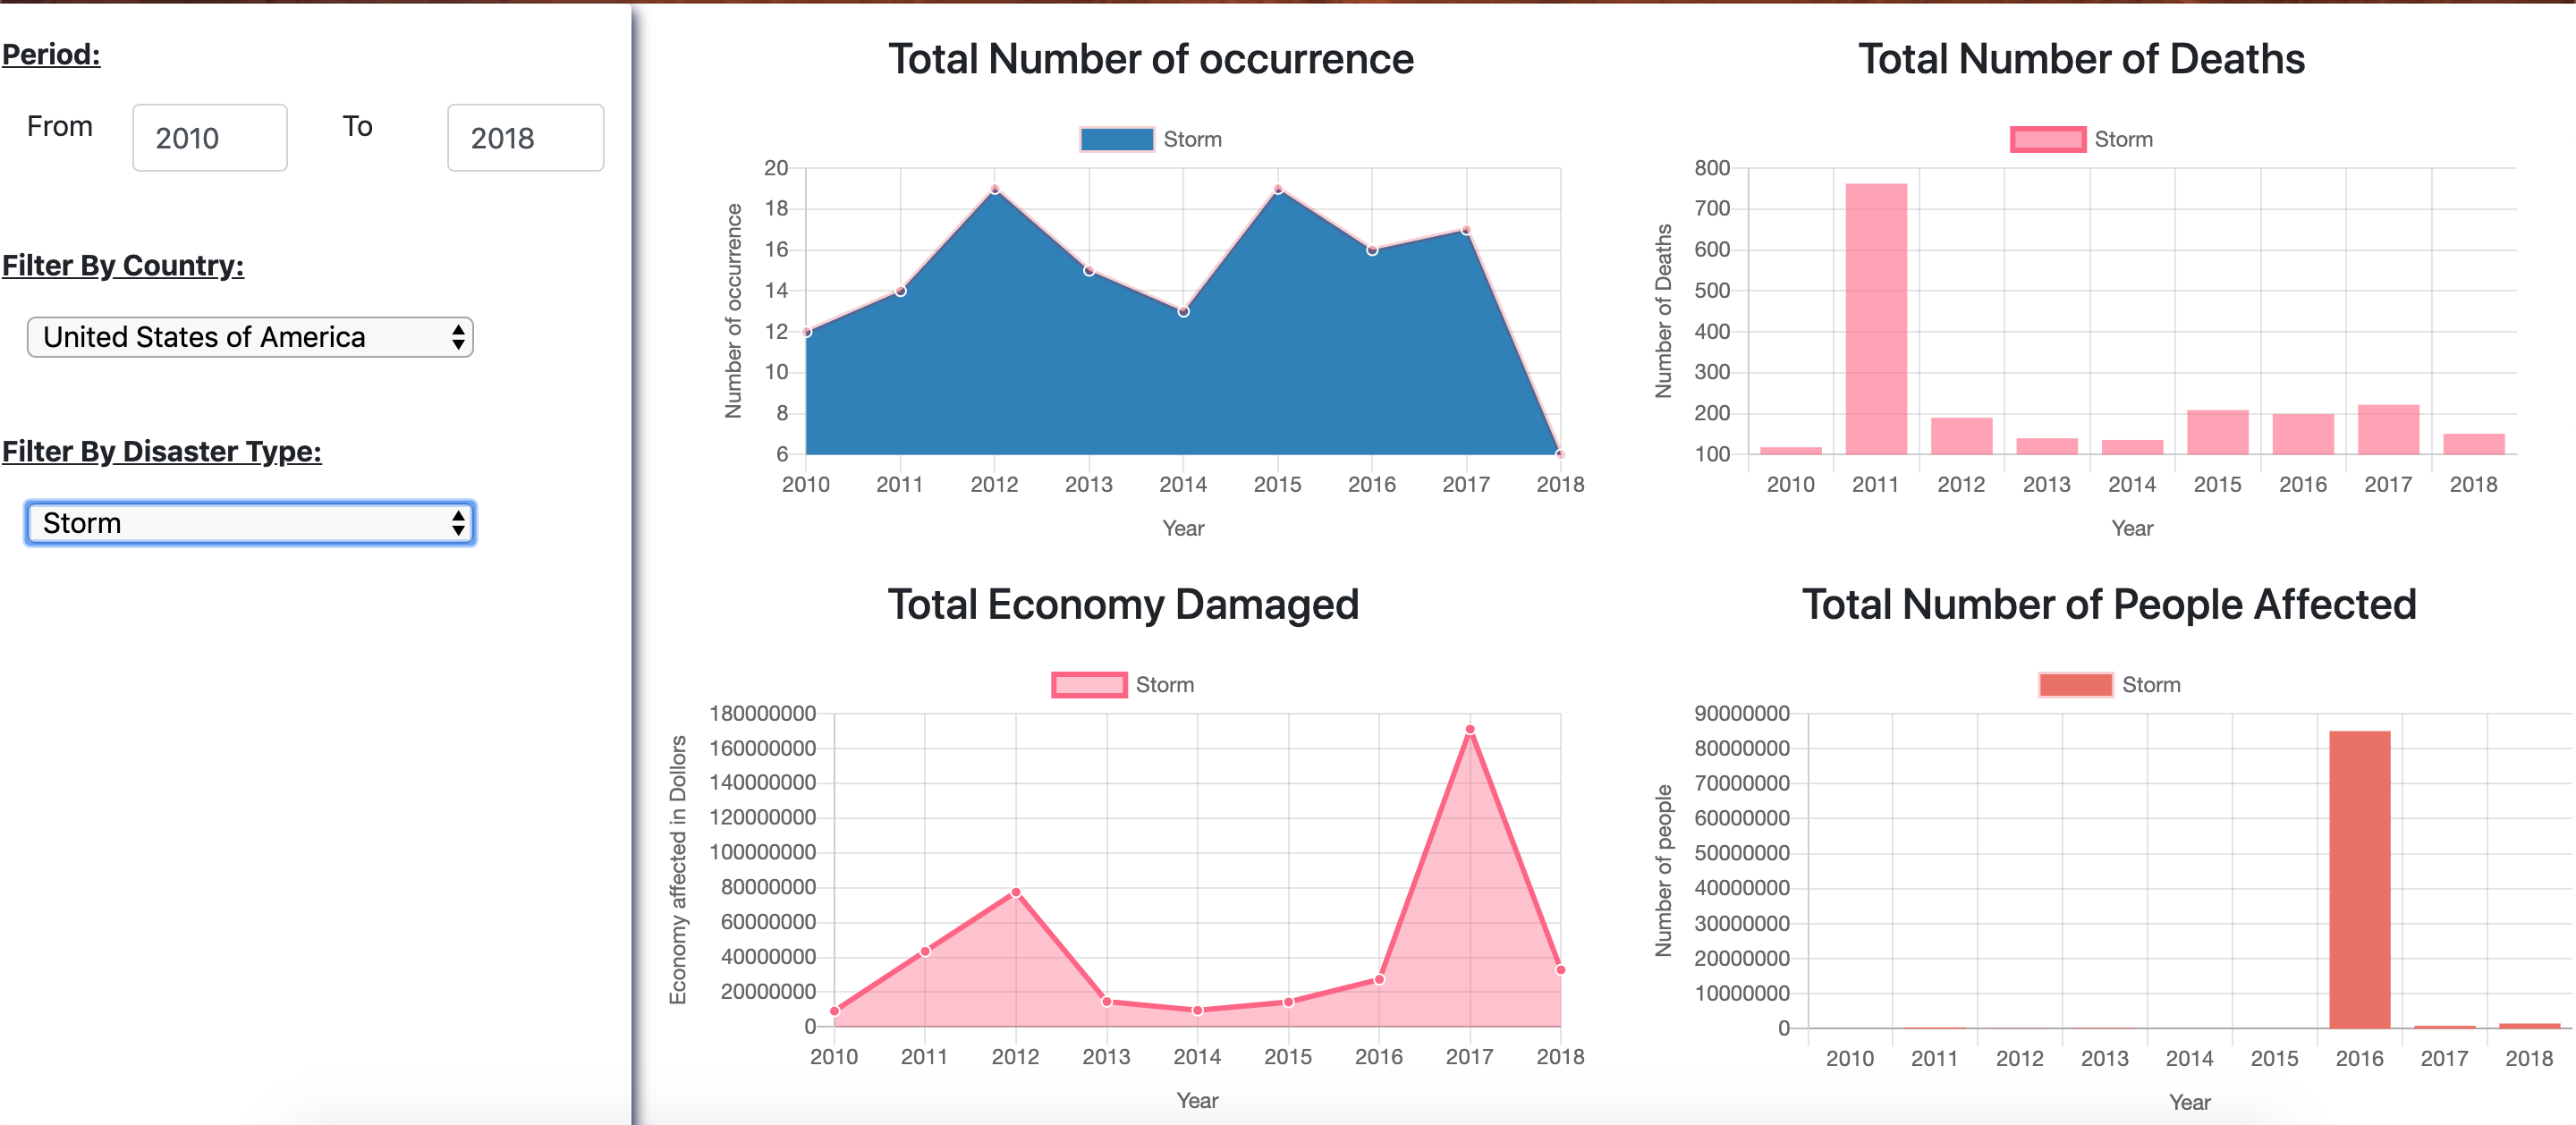 Period:
From 2010 To 2018
Filter By Country:
United States of America
Filter By Disaster Type:
Storm
Total Number of occurrence
Storm
Number of occurrence
20
18
16
14
12
10
8
6
2010 2011 2012 2013 2014 2015 2016 2017 2018
Year
Total Number of Deaths
Storm
Number of Deaths
800
700
600
500
400
300
200
100
2010 2011 2012 2013 2014 2015 2016 2017 2018
Year
Total Economy Damaged
Storm
Economy affected in Dollors
180000000
160000000
140000000
120000000
100000000
80000000
60000000
40000000
20000000
0
2010 2011 2012 2013 2014 2015 2016 2017 2018
Year
Total Number of People Affected
Storm
Number of people
90000000
80000000
70000000
60000000
50000000
40000000
30000000
20000000
10000000
0
2010 2011 2012 2013 2014 2015 2016 2017 2018
Year